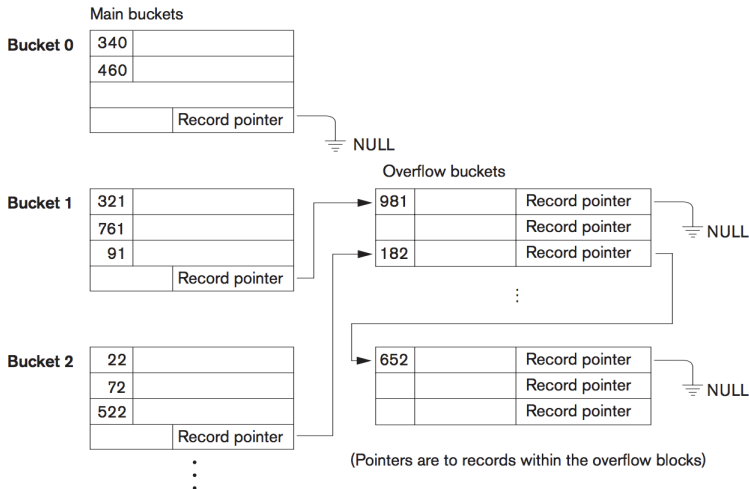 Main buckets
Bucket 0
340
460
Record pointer
NULL
Overflow buckets
Bucket 1
321
761
91
Record pointer
981 Record pointer
Record pointer
182 Record pointer
NULL
Bucket 2
22
72
522
Record pointer
652 Record pointer
Record pointer
Record pointer
NULL
(Pointers are to records within the overflow blocks)